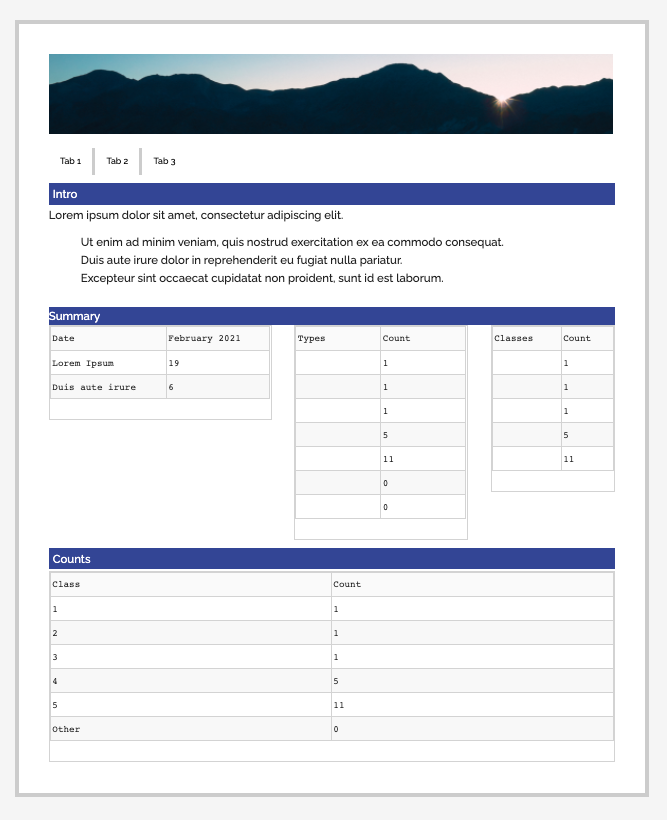 Tab 1 Tab 2 Tab 3
Intro
Lorem ipsum dolor sit amet, consectetur adipiscing elit.
Ut enim ad minim veniam, quis nostrud exercitation ex ea commodo consequat.
Duis aute irure dolor in reprehenderit eu fugiat nulla pariatur.
Excepteur sint occaecat cupidatat non proident, sunt id est laborum.
Summary
Date February 2021
Lorem Ipsum 19
Duis aute irure 6
Types Count
1
1
1
5
11
0
0
Classes Count
1
1
1
5
11
Counts
Class Count
1 1
2 1
3 1
4 5
5 11
Other 0